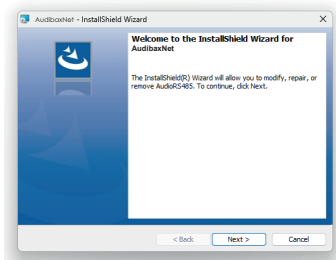 AudibaxNet - InstallShield Wizard
Welcome to the InstallShield Wizard for
AudibaxNet
The InstallShield(R) Wizard will allow you to modify, repair, or
remove AudioRS485. To continue, click Next.
< Back
Next >
Cancel